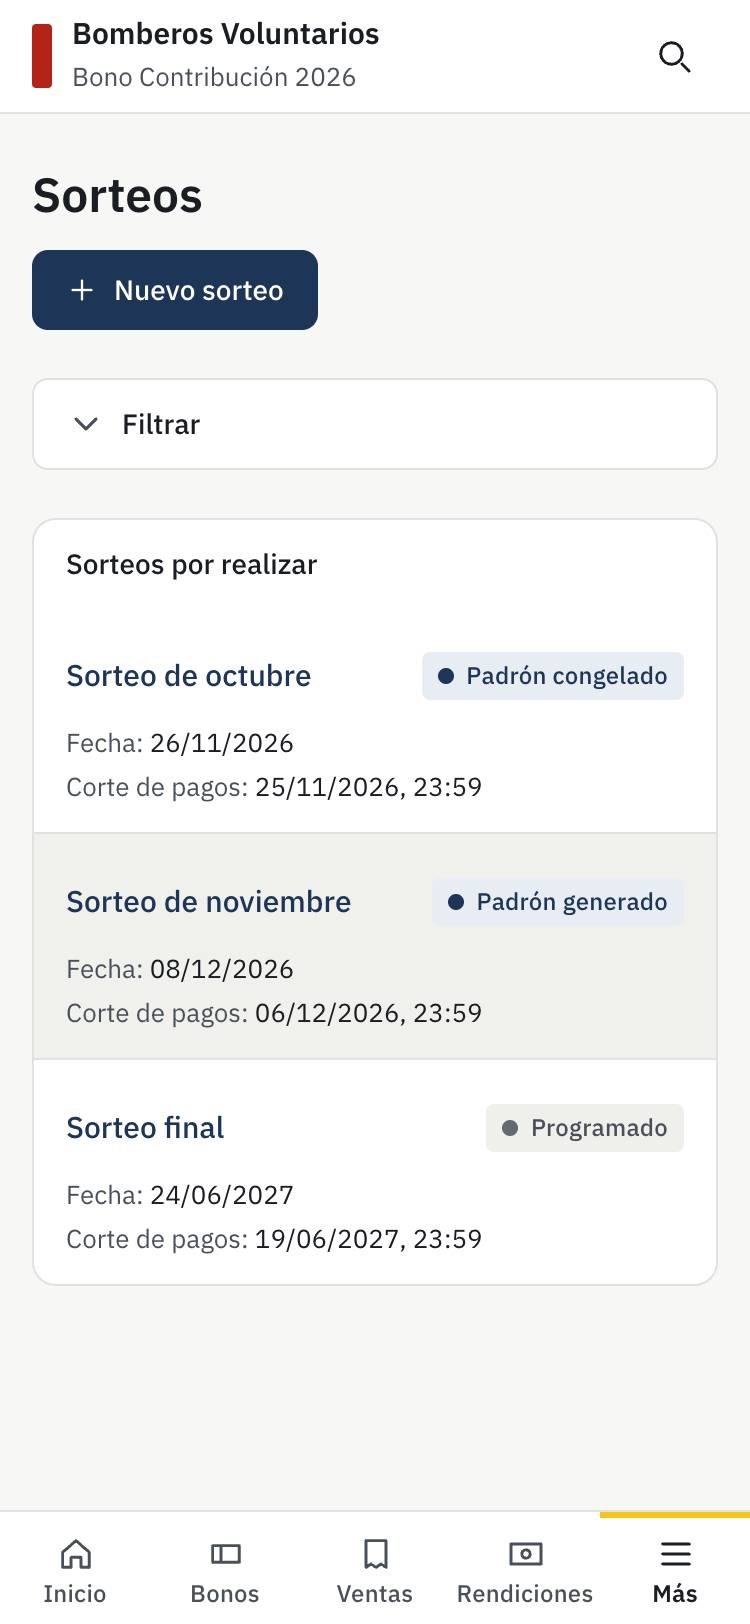 Bomberos Voluntarios
Bono Contribución 2026
Sorteos
Nuevo sorteo
Filtrar
Sorteos por realizar
Sorteo de octubre
Padrón congelado
Fecha: 26/11/2026
Corte de pagos: 25/11/2026, 23:59
Sorteo de noviembre
Padrón generado
Fecha: 08/12/2026
Corte de pagos: 06/12/2026, 23:59
Sorteo final
Programado
Fecha: 24/06/2027
Corte de pagos: 19/06/2027, 23:59
Inicio
Bonos
Ventas
Rendiciones
Más